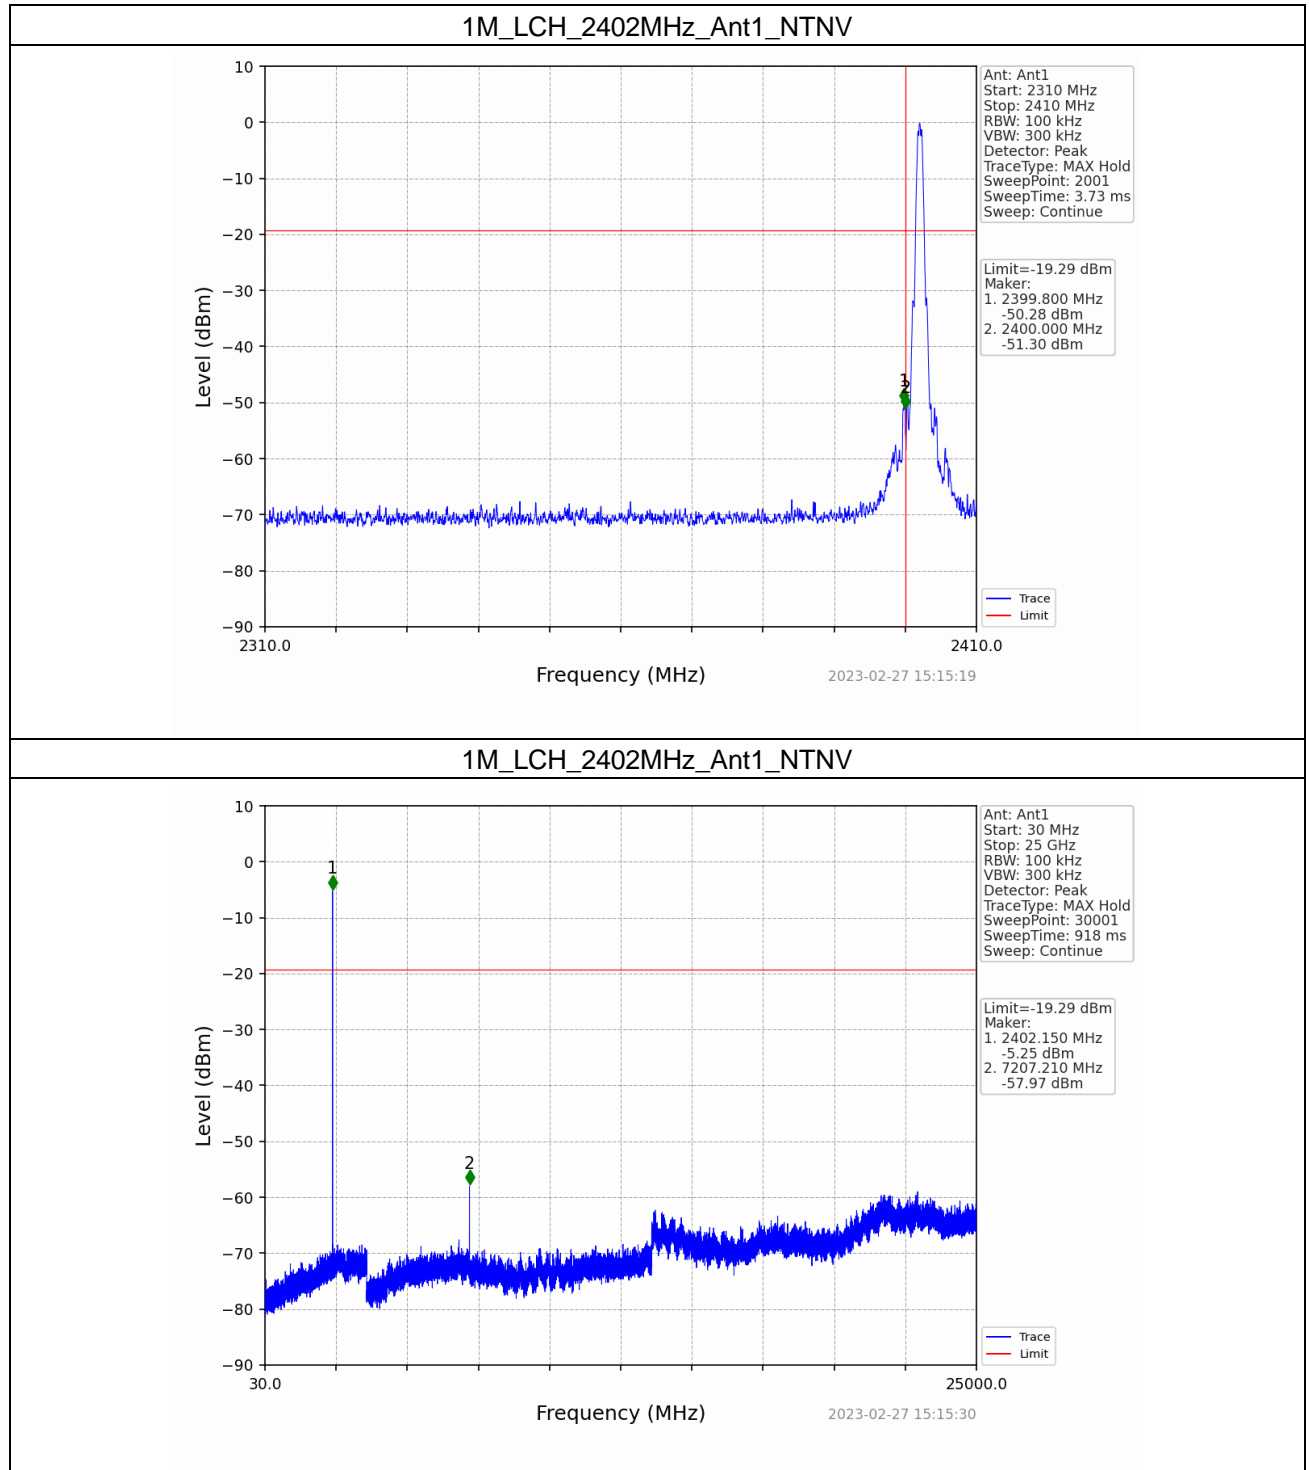 1M_LCH_2402MHz_Ant1_NTNV
10
0
−10
−20
−30
−40
−50
−60
−70
−80
−90
Level (dBm)
1
2
2310.0
2410.0
Frequency (MHz)
2023-02-27 15:15:19
Ant: Ant1
Start: 2310 MHz
Stop: 2410 MHz
RBW: 100 kHz
VBW: 300 kHz
Detector: Peak
TraceType: MAX Hold
SweepPoint: 2001
SweepTime: 3.73 ms
Sweep: Continue
Limit=-19.29 dBm
Maker:
1. 2399.800 MHz
-50.28 dBm
2. 2400.000 MHz
-51.30 dBm
Trace
Limit
1M_LCH_2402MHz_Ant1_NTNV
10
0
−10
−20
−30
−40
−50
−60
−70
−80
−90
Level (dBm)
1
2
30.0
25000.0
Frequency (MHz)
2023-02-27 15:15:30
Ant: Ant1
Start: 30 MHz
Stop: 25 GHz
RBW: 100 kHz
VBW: 300 kHz
Detector: Peak
TraceType: MAX Hold
SweepPoint: 30001
SweepTime: 918 ms
Sweep: Continue
Limit=-19.29 dBm
Maker:
1. 2402.150 MHz
-5.25 dBm
2. 7207.210 MHz
-57.97 dBm
Trace
Limit